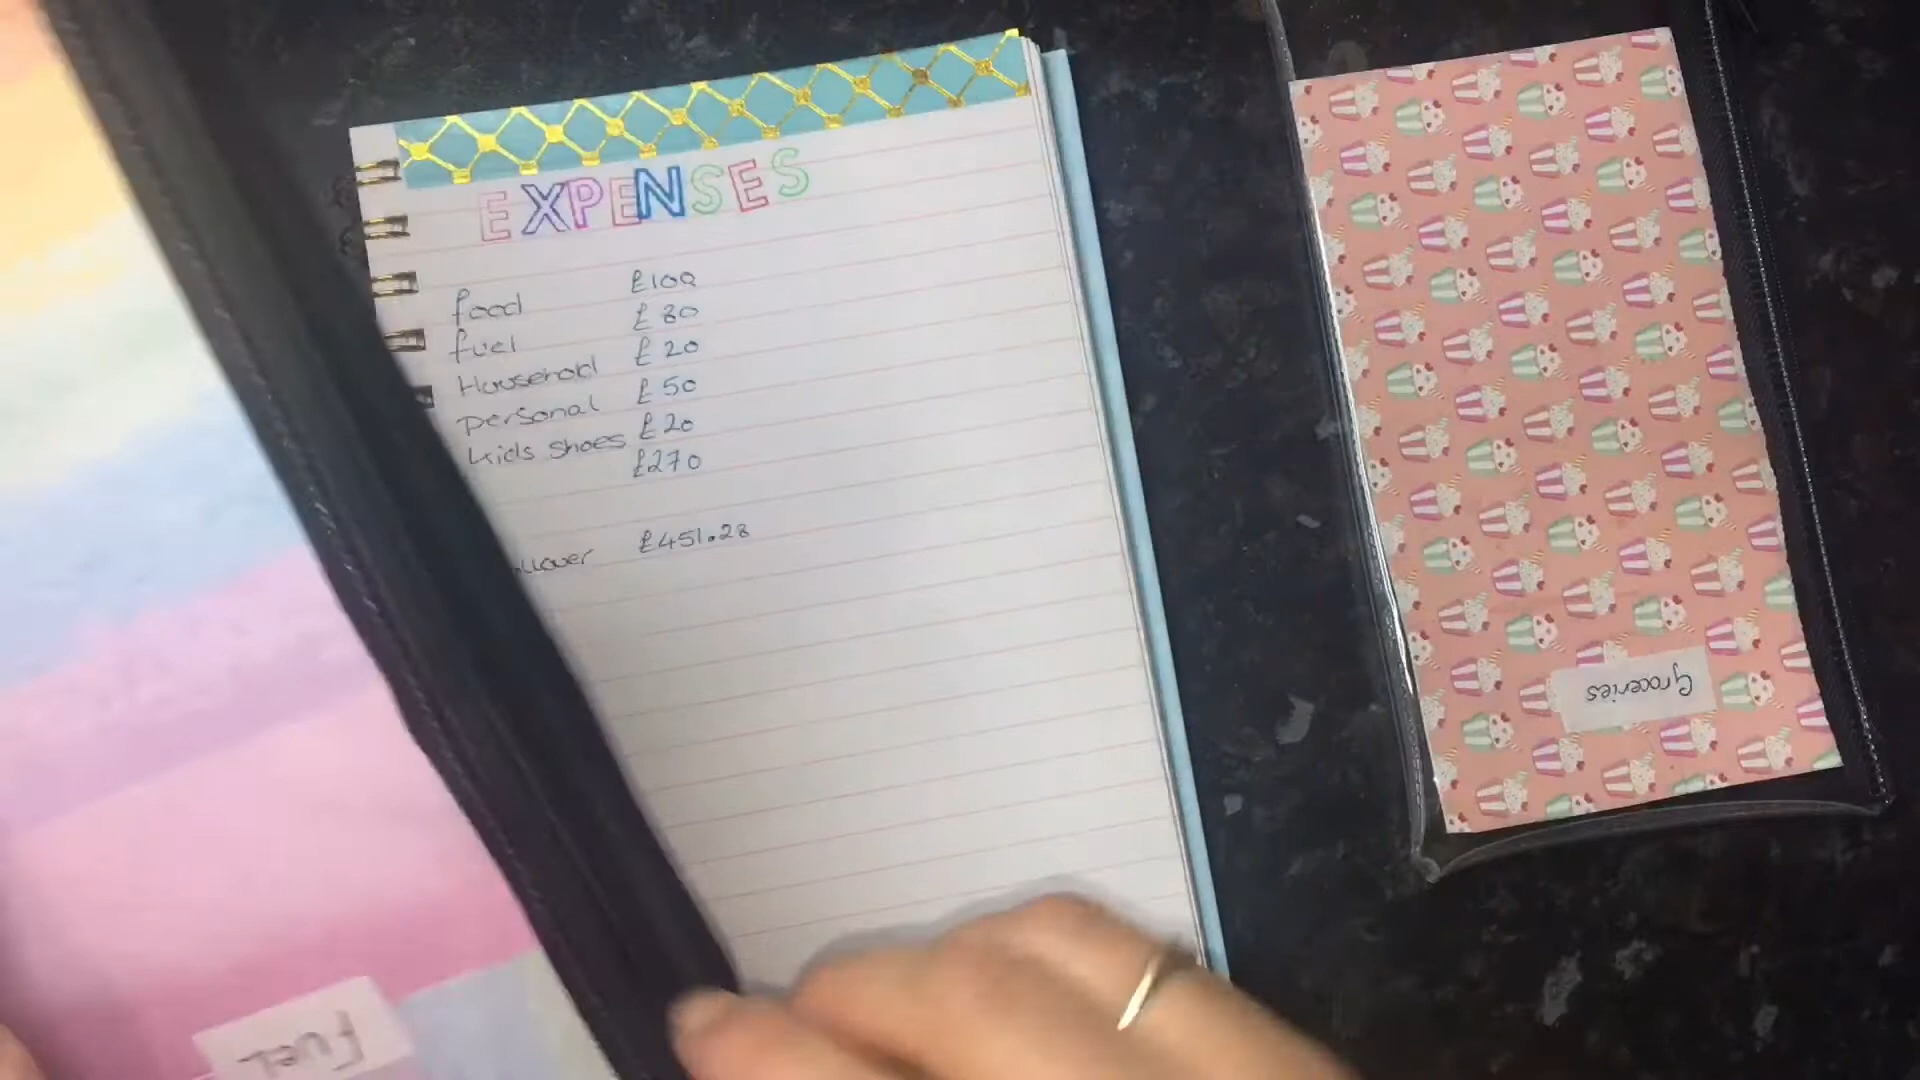 EXPENSES
food £100
fuel £80
Household £20
personal £50
kids shoes £20
£270
£451.28
Groceries
FUEL